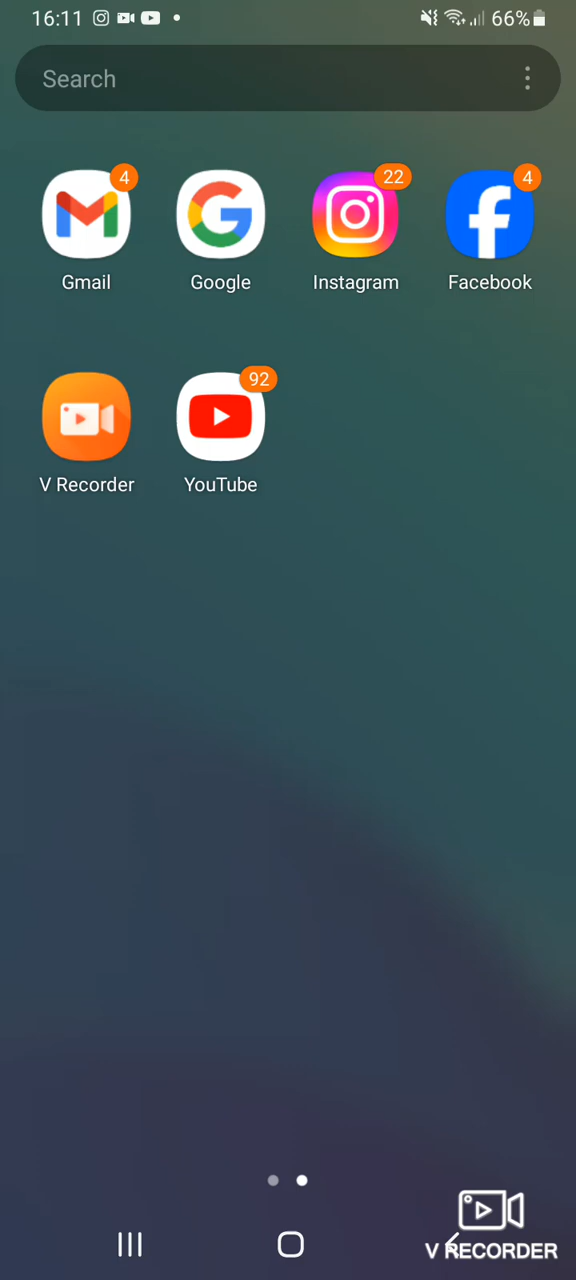 16:11 66%
Search
4 22 4
Gmail Google Instagram Facebook
92
V Recorder YouTube
V RECORDER